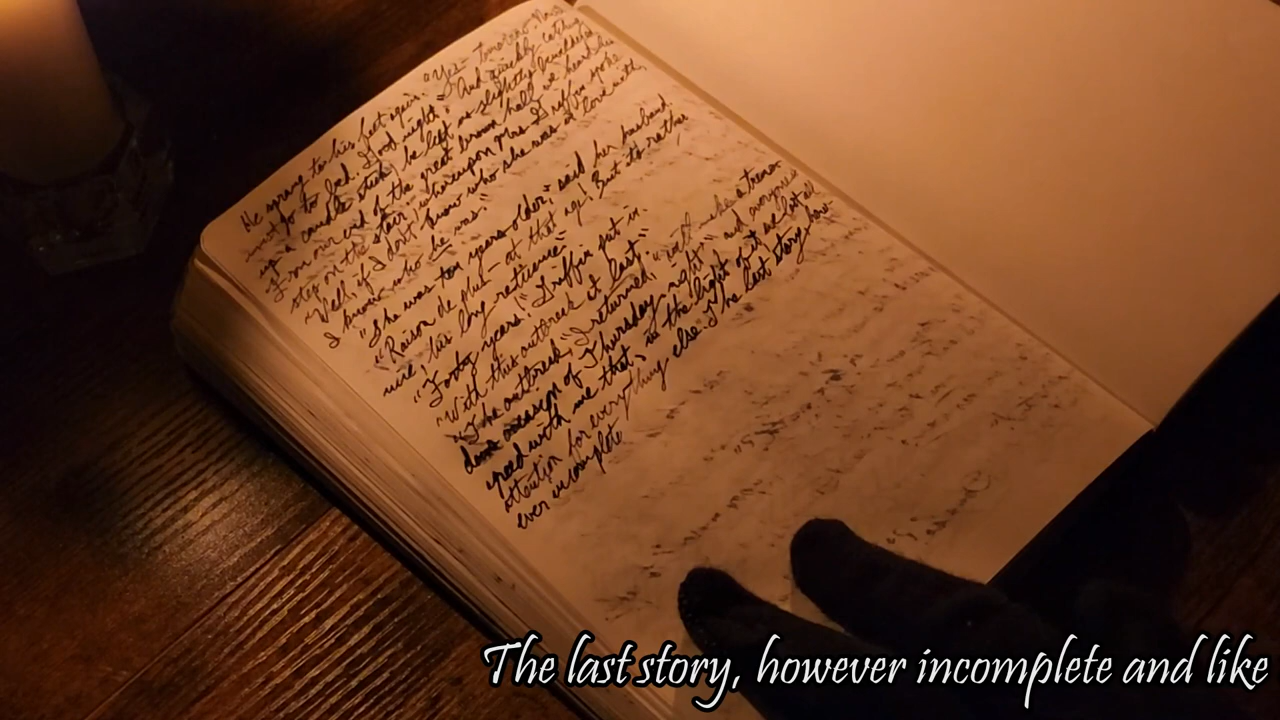 He sprang to his feet again. "Yes—tomorrow. Now I
must go to bed. Good night." And quickly catching
up a candlestick, he left us slightly bewildered.
From our end of the great brown hall we heard his
step on the stair; whereupon Mrs. Griffin spoke
"Well, if I don't know who she was in love with,
I know who he was."
"She was ten years older," said her husband.
"Raison de plus—at that age! But it's rather
nice, his long reticence."
"Forty years!" Griffin put in.
"With this outbreak at last."
"The outbreak," I returned, "will make a tremen
dous occasion of Thursday night;" and everyone
agreed with me that, in the light of it we lost all
attention for everything else. The last story, how-
ever incomplete
The last story, however incomplete and like